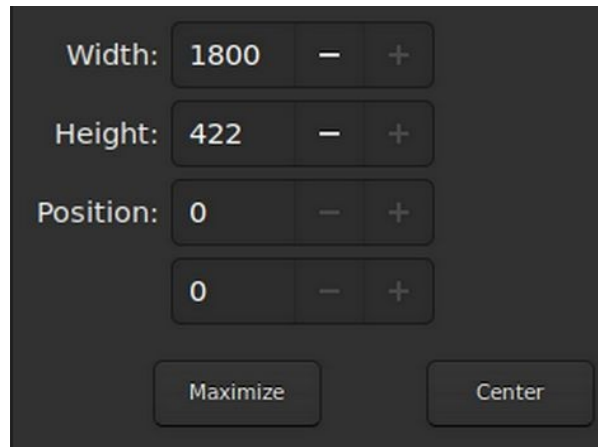 Width: 1800 − +
Height: 422 − +
Position: 0 − +
0 − +
Maximize Center